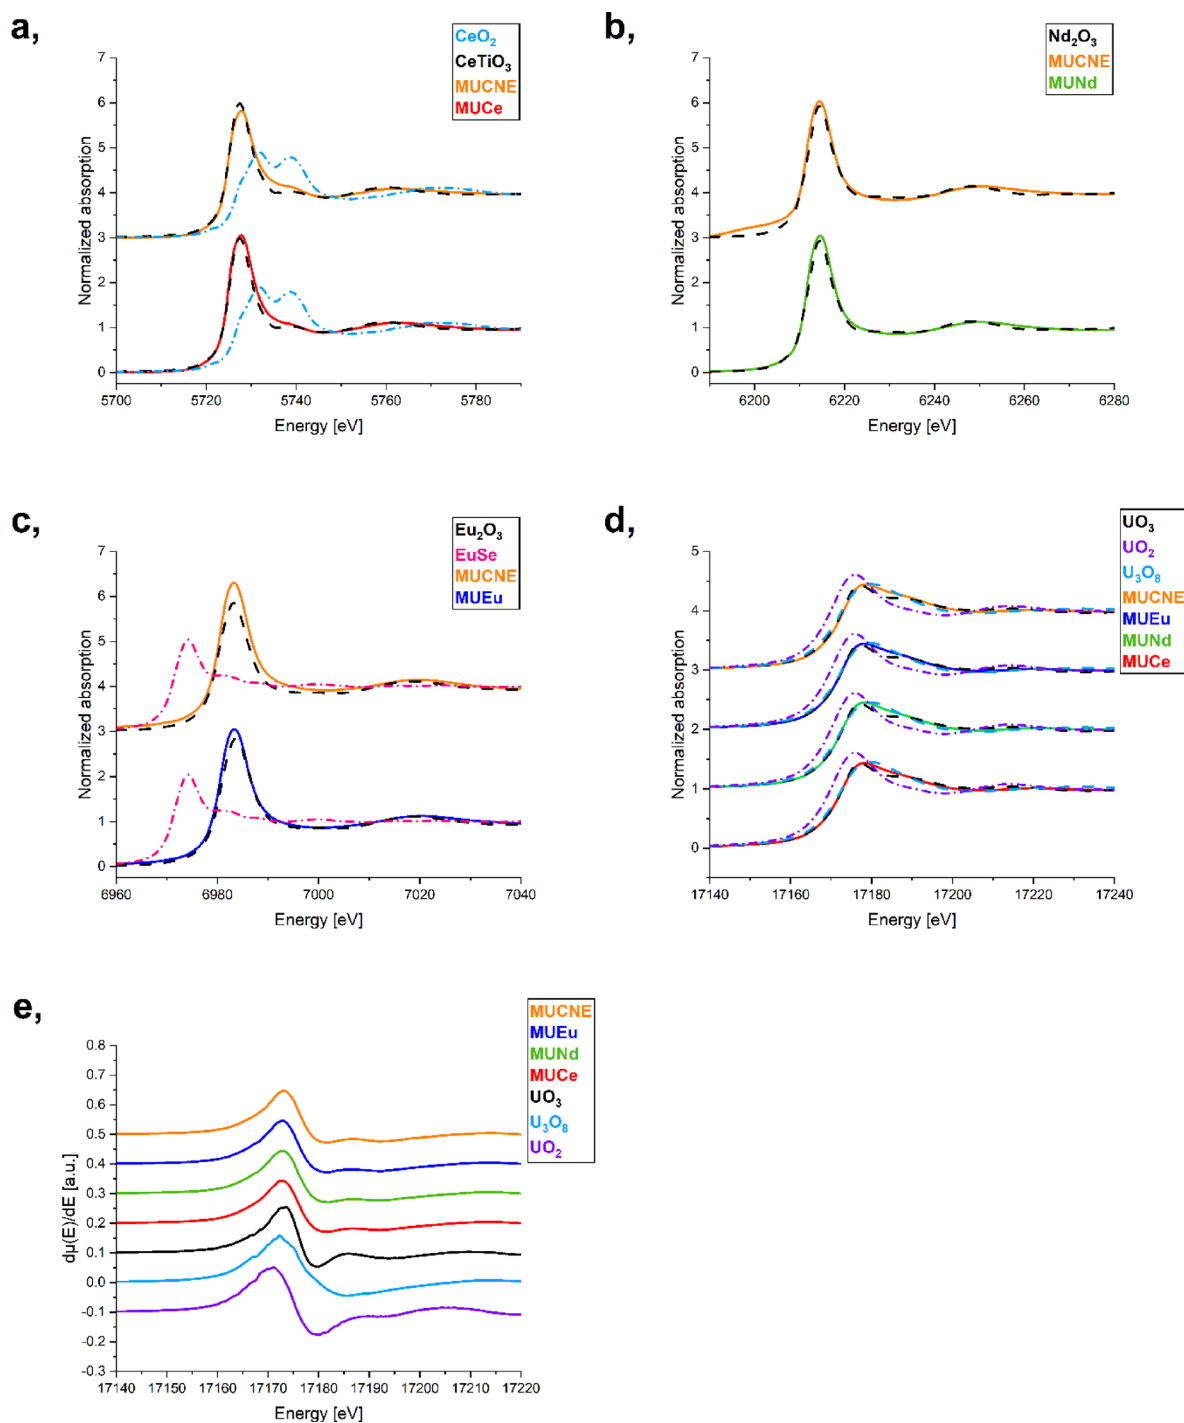 a,
CeO2
CeTiO3
MUCNE
MUCe
7
6
5
4
3
2
1
0
Normalized absorption
5700 5720 5740 5760 5780
Energy [eV]
b,
Nd2O3
MUCNE
MUNd
7
6
5
4
3
2
1
0
Normalized absorption
6200 6220 6240 6260 6280
Energy [eV]
c,
Eu2O3
EuSe
MUCNE
MUEu
7
6
5
4
3
2
1
0
Normalized absorption
6960 6980 7000 7020 7040
Energy [eV]
d,
UO3
UO2
U3O8
MUCNE
MUEu
MUNd
MUCe
5
4
3
2
1
0
Normalized absorption
17140 17160 17180 17200 17220 17240
Energy [eV]
e,
MUCNE
MUEu
MUNd
MUCe
UO3
U3O8
UO2
0.8
0.7
0.6
0.5
0.4
0.3
0.2
0.1
0.0
-0.1
-0.2
-0.3
dμ(E)/dE [a.u.]
17140 17150 17160 17170 17180 17190 17200 17210 17220
Energy [eV]